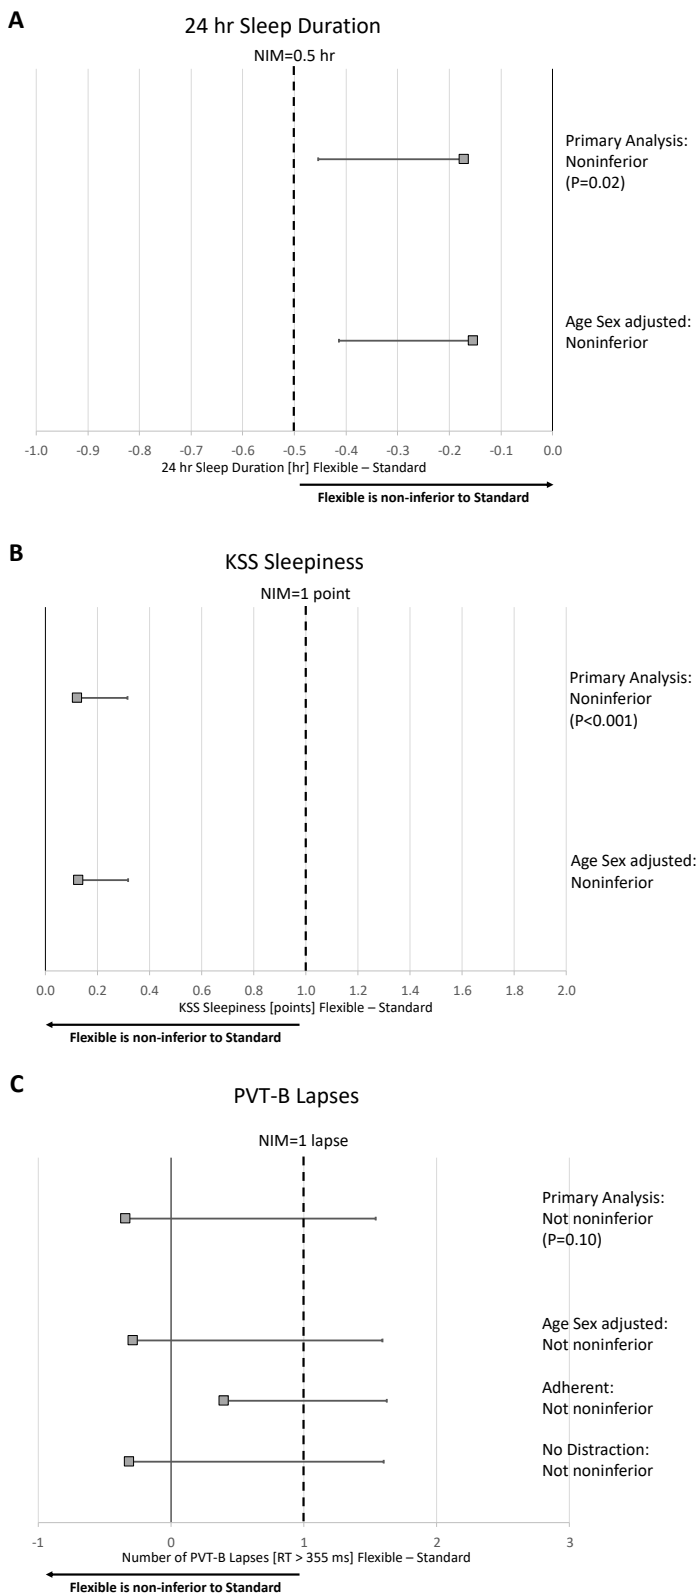 A
24 hr Sleep Duration
NIM=0.5 hr
Primary Analysis:
Noninferior
(P=0.02)
Age Sex adjusted:
Noninferior
-1.0 -0.9 -0.8 -0.7 -0.6 -0.5 -0.4 -0.3 -0.2 -0.1 0.0
24 hr Sleep Duration [hr] Flexible – Standard
Flexible is non-inferior to Standard
B
KSS Sleepiness
NIM=1 point
Primary Analysis:
Noninferior
(P<0.001)
Age Sex adjusted:
Noninferior
0.0 0.2 0.4 0.6 0.8 1.0 1.2 1.4 1.6 1.8 2.0
KSS Sleepiness [points] Flexible – Standard
Flexible is non-inferior to Standard
C
PVT-B Lapses
NIM=1 lapse
Primary Analysis:
Not noninferior
(P=0.10)
Age Sex adjusted:
Not noninferior
Adherent:
Not noninferior
No Distraction:
Not noninferior
-1 0 1 2 3
Number of PVT-B Lapses [RT > 355 ms] Flexible – Standard
Flexible is non-inferior to Standard